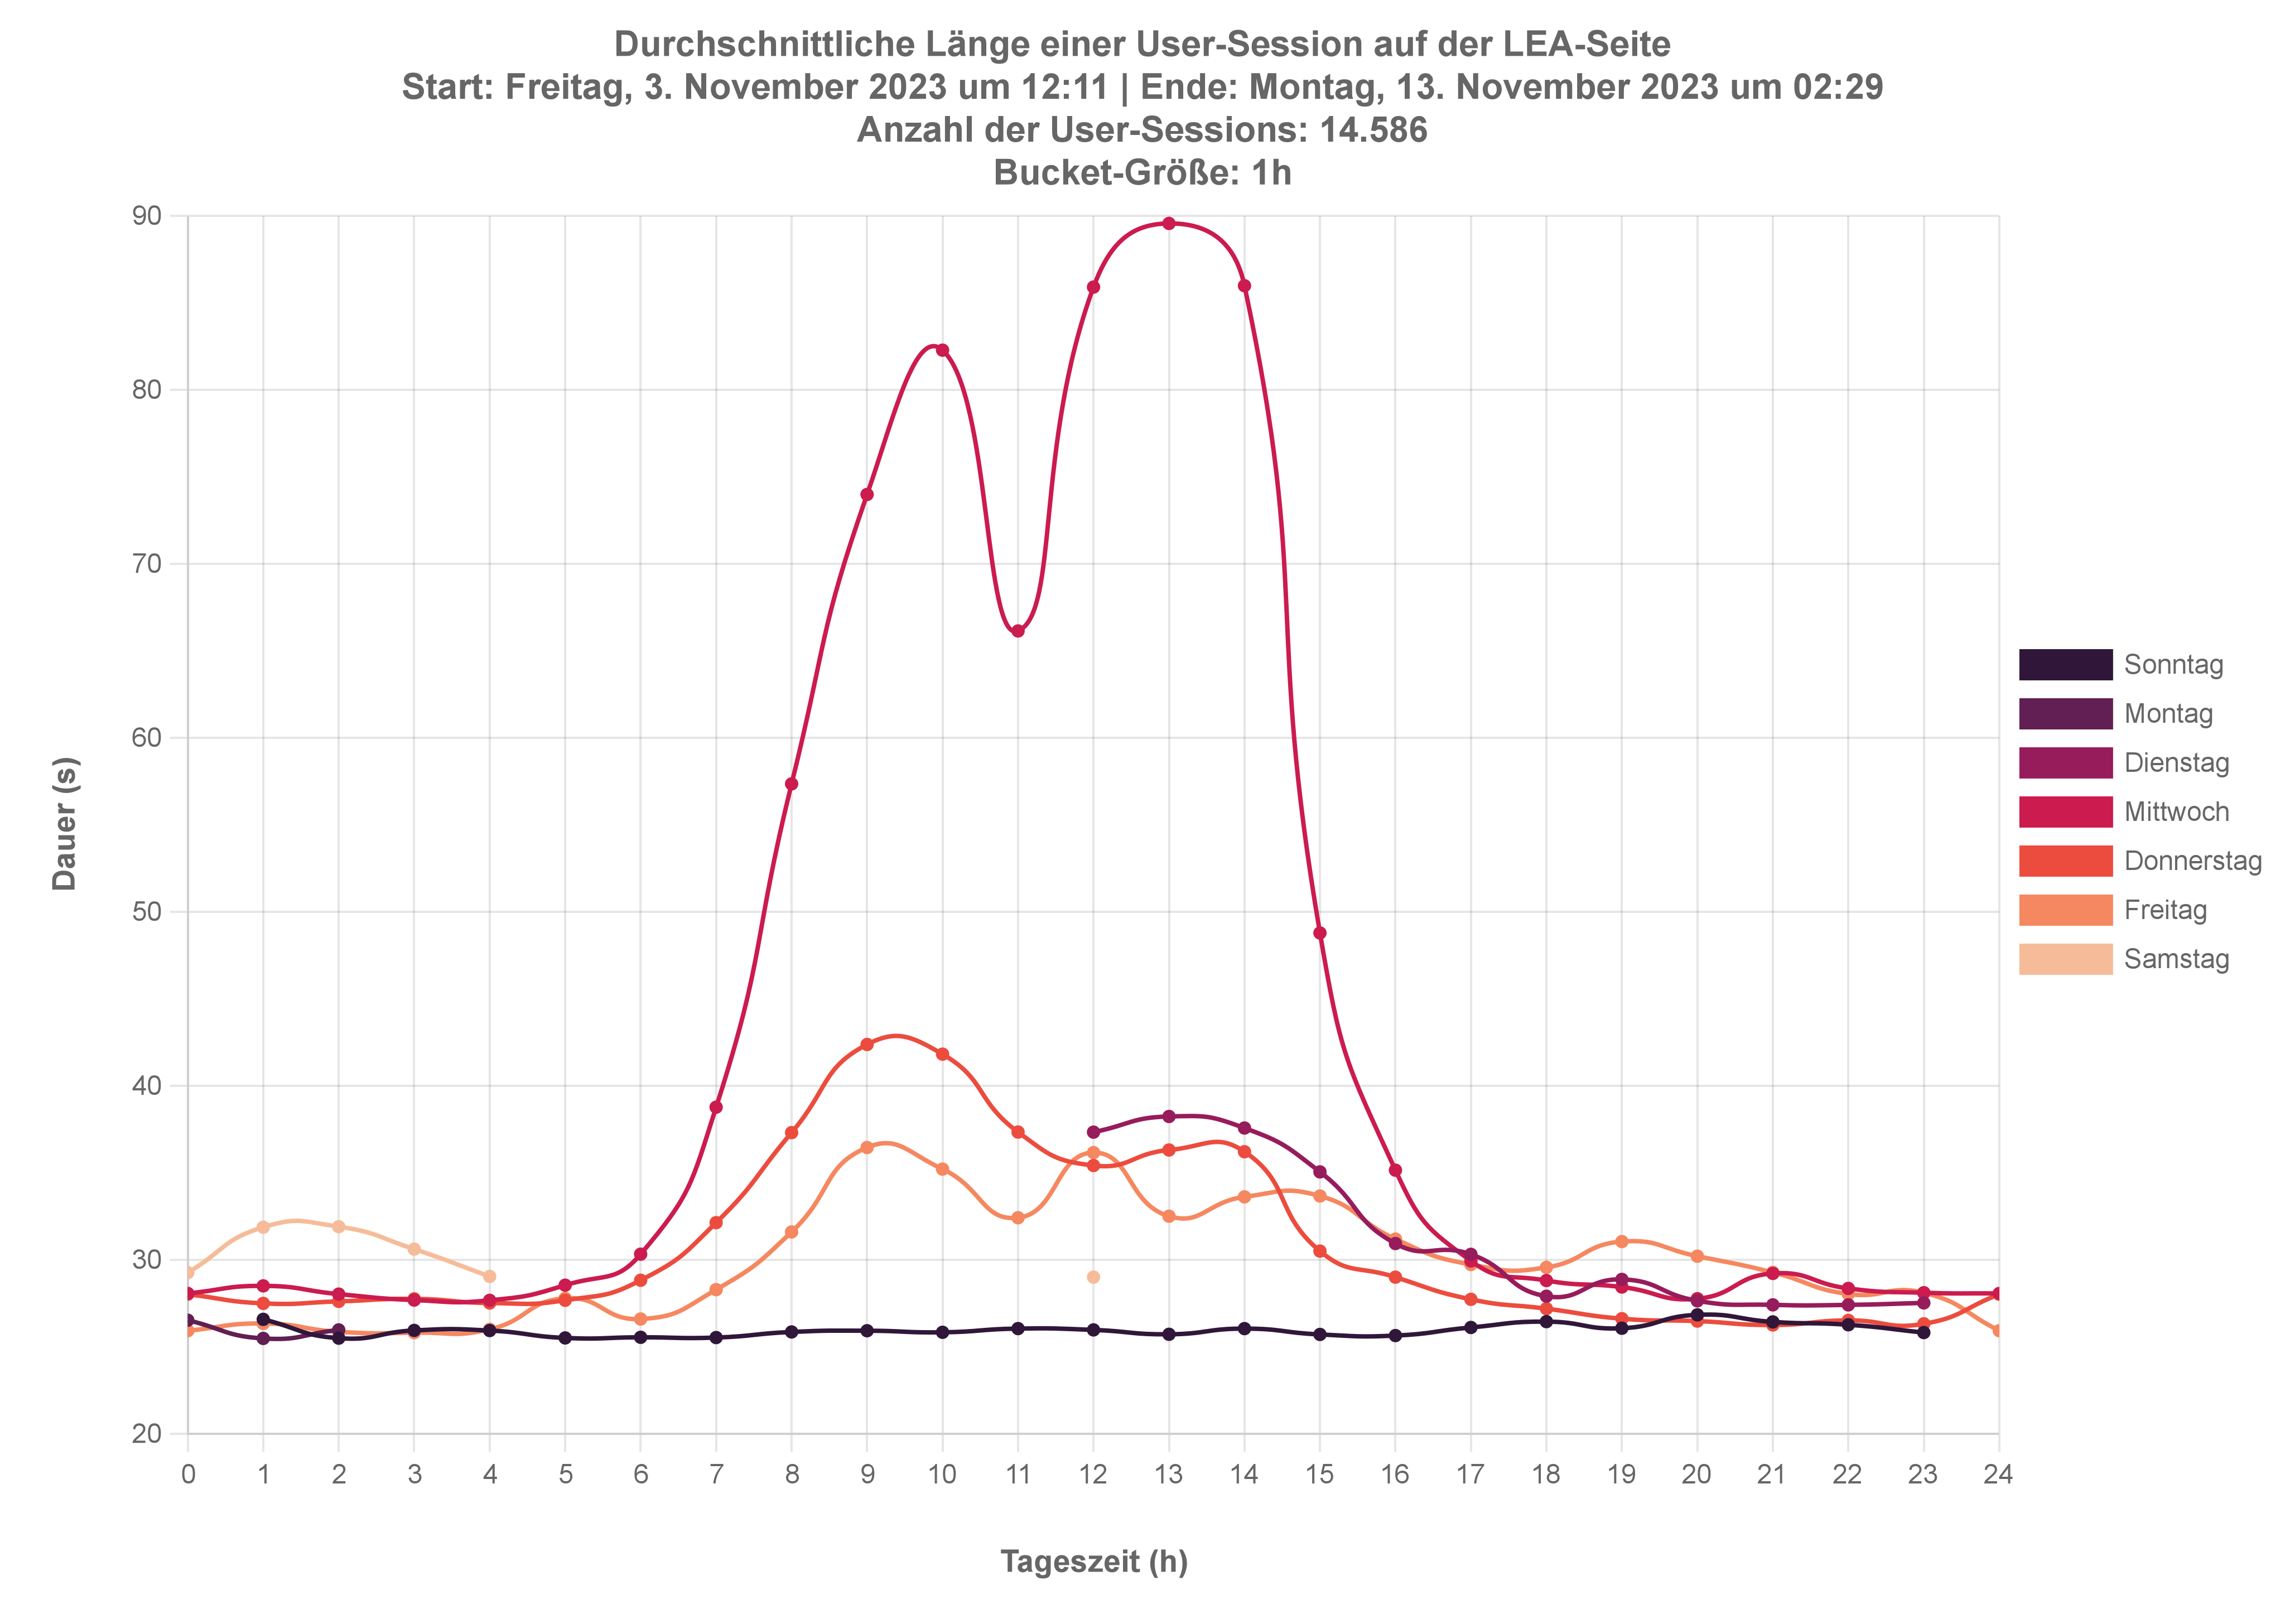 Durchschnittliche Länge einer User-Session auf der LEA-Seite
Start: Freitag, 3. November 2023 um 12:11 | Ende: Montag, 13. November 2023 um 02:29
Anzahl der User-Sessions: 14.586
Bucket-Größe: 1h
90
80
70
60
50
40
30
20
Dauer (s)
0 1 2 3 4 5 6 7 8 9 10 11 12 13 14 15 16 17 18 19 20 21 22 23 24
Tageszeit (h)
Sonntag
Montag
Dienstag
Mittwoch
Donnerstag
Freitag
Samstag